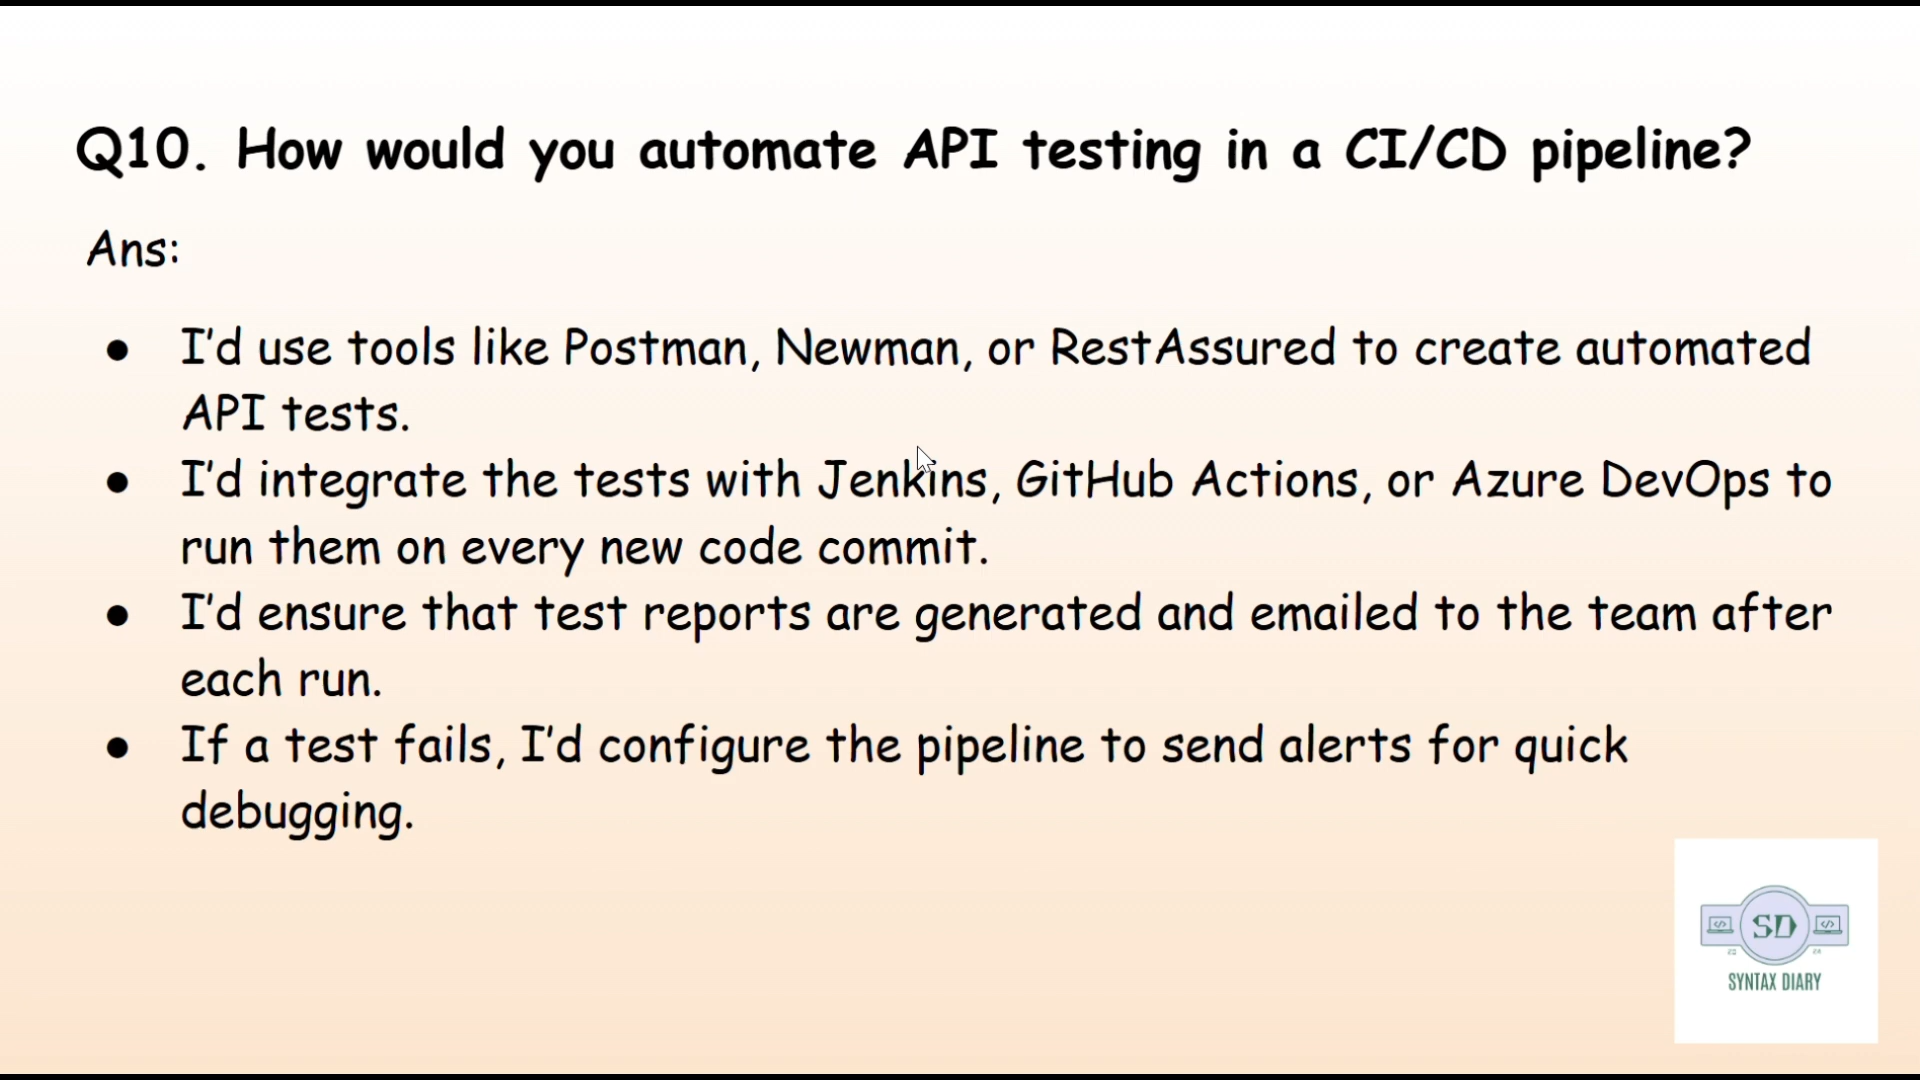 Q10. How would you automate API testing in a CI/CD pipeline?
Ans:
● I’d use tools like Postman, Newman, or RestAssured to create automated
API tests.
● I’d integrate the tests with Jenkins, GitHub Actions, or Azure DevOps to
run them on every new code commit.
● I’d ensure that test reports are generated and emailed to the team after
each run.
● If a test fails, I’d configure the pipeline to send alerts for quick
debugging.
</> SD </>
SYNTAX DIARY